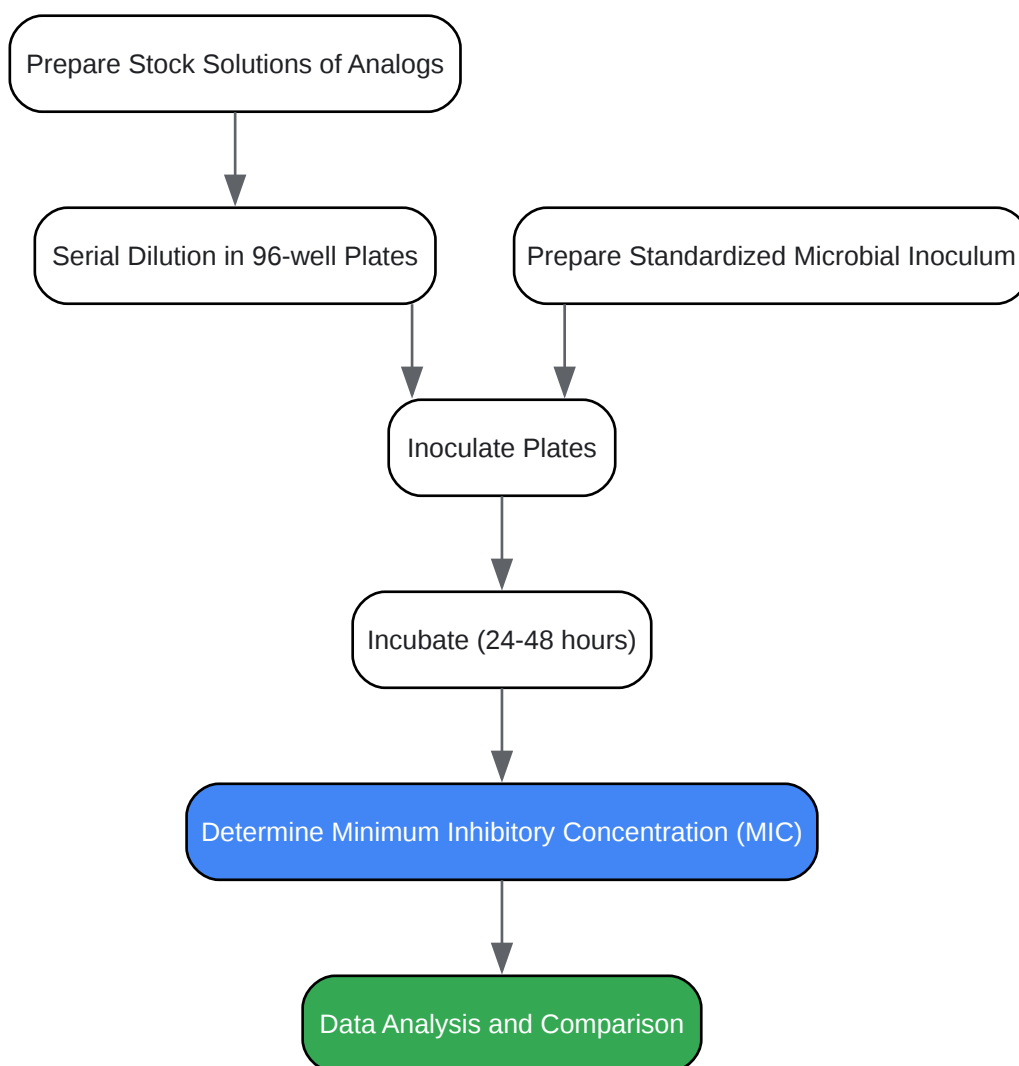 Prepare Stock Solutions of Analogs
Serial Dilution in 96-well Plates
Prepare Standardized Microbial Inoculum
Inoculate Plates
Incubate (24-48 hours)
Determine Minimum Inhibitory Concentration (MIC)
Data Analysis and Comparison